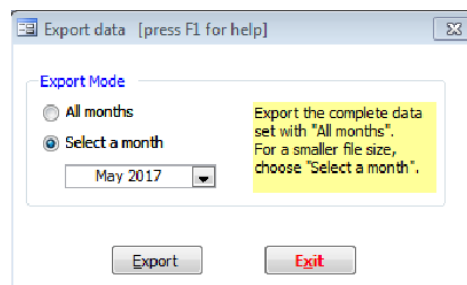 Export data [press F1 for help]
Export Mode
All months
Select a month
May 2017
Export the complete data
set with "All months".
For a smaller file size,
choose "Select a month".
Export
Exit